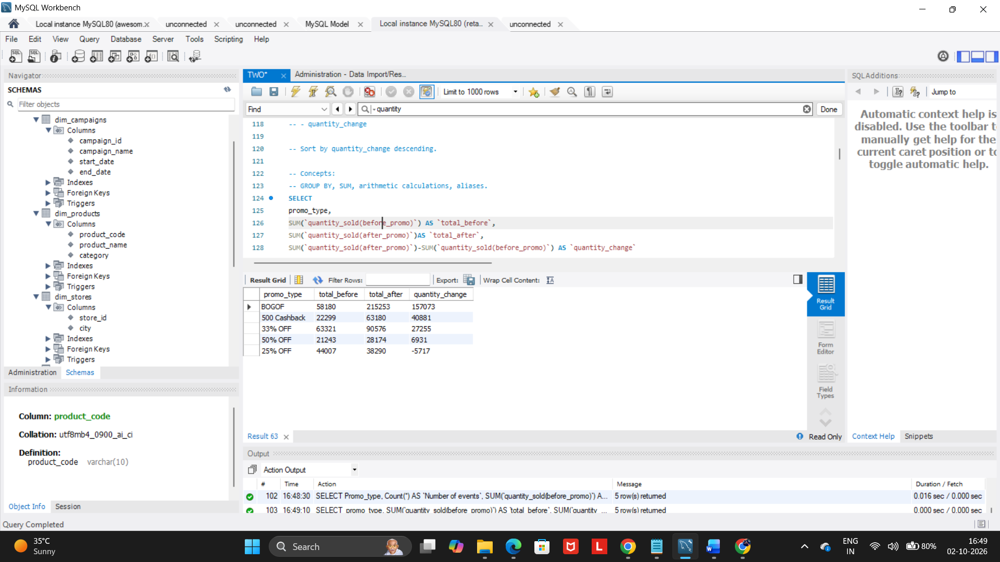 MySQL Workbench
Local instance MySQL80 (awesom...
unconnected
unconnected
MySQL Model
Local instance MySQL80 (reta...
unconnected
File Edit View Query Database Server Tools Scripting Help
Navigator
SCHEMAS
Filter objects
dim_campaigns
Columns
campaign_id
campaign_name
start_date
end_date
Indexes
Foreign Keys
Triggers
dim_products
Columns
product_code
product_name
category
Indexes
Foreign Keys
Triggers
dim_stores
Columns
store_id
city
Indexes
Foreign Keys
Triggers
Administration Schemas
Information
Column: product_code
Collation: utf8mb4_0900_ai_ci
Definition:
product_code varchar(10)
Object Info Session
Query Completed
TWO*
Administration - Data Import/Res...
Limit to 1000 rows
Find
quantity
Done
118 -- - quantity_change
119
120 -- Sort by quantity_change descending.
121
122 -- Concepts:
123 -- GROUP BY, SUM, arithmetic calculations, aliases.
124 SELECT
125 promo_type,
126 SUM(`quantity_sold(before_promo)`) AS `total_before`,
127 SUM(`quantity_sold(after_promo)`)AS `total_after`,
128 SUM(`quantity_sold(after_promo)`)-SUM(`quantity_sold(before_promo)`) AS `quantity_change`
Result Grid Filter Rows: Export: Wrap Cell Content:
promo_type total_before total_after quantity_change
BOGOF 58180 215253 157073
500 Cashback 22299 63180 40881
33% OFF 63321 90576 27255
50% OFF 21243 28174 6931
25% OFF 44007 38290 -5717
Result Grid
Form Editor
Field Types
Result 63
Read Only
Output
Action Output
# Time Action Message Duration / Fetch
102 16:48:30 SELECT Promo_type, Count(*) AS `Number of events`, SUM(`quantity_sold(before_promo)`) A... 5 row(s) returned 0.016 sec / 0.000 sec
103 16:49:10 SELECT promo_type, SUM(`quantity_sold(before_promo)`) AS `total_before`, SUM(`quantity_... 5 row(s) returned 0.000 sec / 0.000 sec
SQLAdditions
Jump to
Automatic context help is
disabled. Use the toolbar t
manually get help for the
current caret position or to
toggle automatic help.
Context Help Snippets
35°C
Sunny
Search
ENG
IN
80%
16:49
02-10-2026